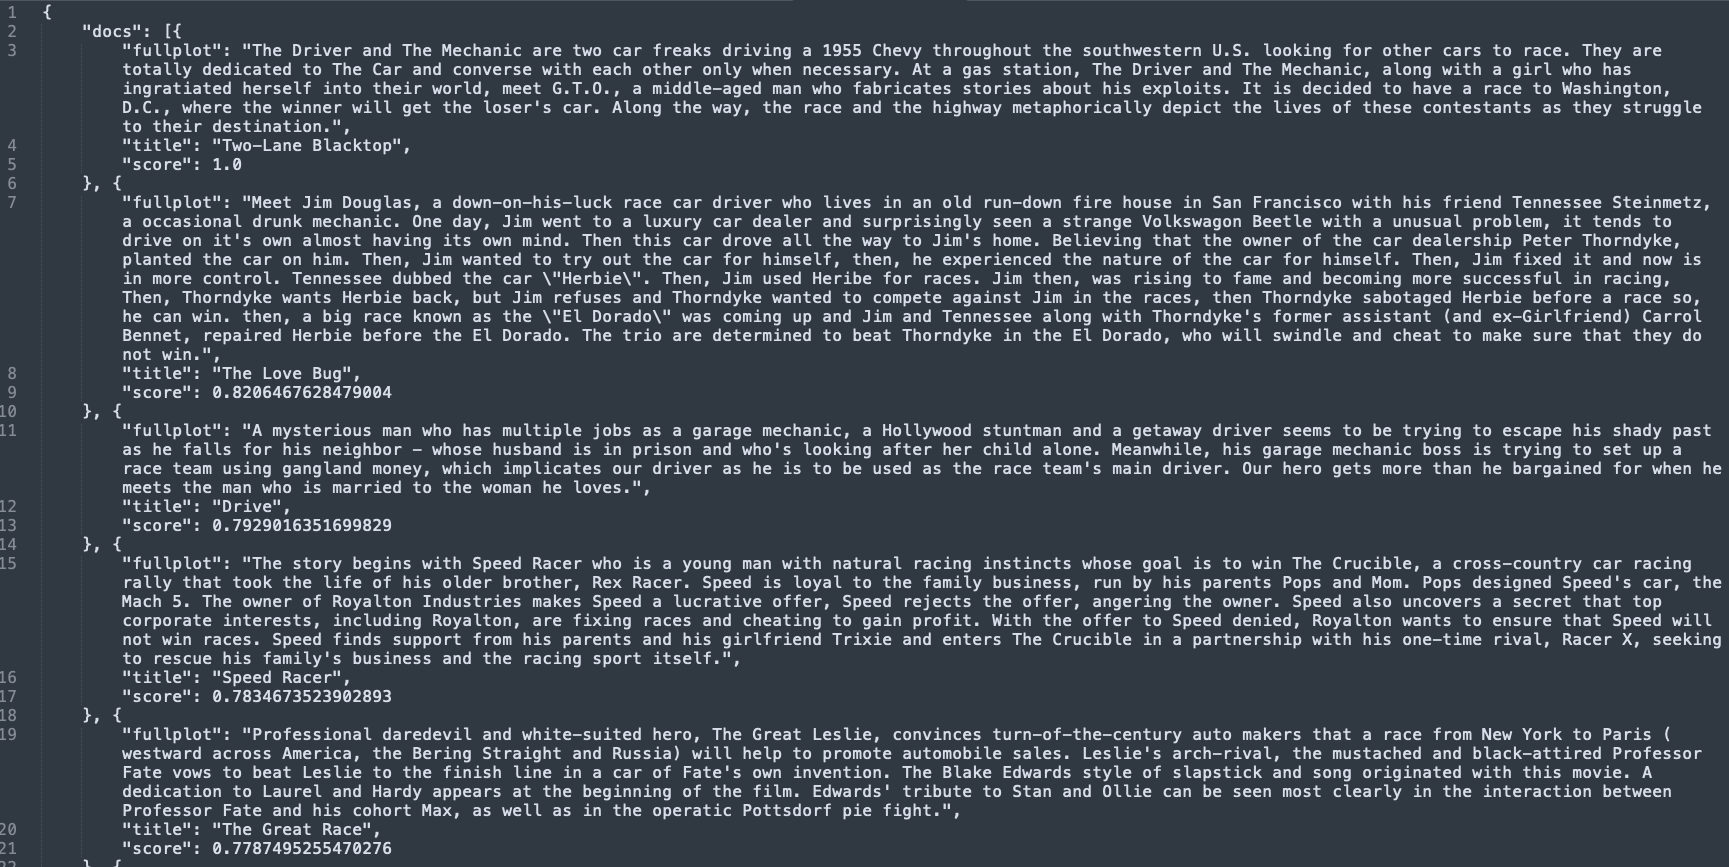 1 {
2 "docs": [{
3 "fullplot": "The Driver and The Mechanic are two car freaks driving a 1955 Chevy throughout the southwestern U.S. looking for other cars to race. They are
totally dedicated to The Car and converse with each other only when necessary. At a gas station, The Driver and The Mechanic, along with a girl who has
ingratiated herself into their world, meet G.T.O., a middle-aged man who fabricates stories about his exploits. It is decided to have a race to Washington,
D.C., where the winner will get the loser's car. Along the way, the race and the highway metaphorically depict the lives of these contestants as they struggle
to their destination.",
4 "title": "Two-Lane Blacktop",
5 "score": 1.0
6 }, {
7 "fullplot": "Meet Jim Douglas, a down-on-his-luck race car driver who lives in an old run-down fire house in San Francisco with his friend Tennessee Steinmetz,
a occasional drunk mechanic. One day, Jim went to a luxury car dealer and surprisingly seen a strange Volkswagon Beetle with a unusual problem, it tends to
drive on it's own almost having its own mind. Then this car drove all the way to Jim's home. Believing that the owner of the car dealership Peter Thorndyke,
planted the car on him. Then, Jim wanted to try out the car for himself, then, he experienced the nature of the car for himself. Then, Jim fixed it and now is
in more control. Tennessee dubbed the car \"Herbie\". Then, Jim used Heribe for races. Jim then, was rising to fame and becoming more successful in racing,
Then, Thorndyke wants Herbie back, but Jim refuses and Thorndyke wanted to compete against Jim in the races, then Thorndyke sabotaged Herbie before a race so,
he can win. then, a big race known as the \"El Dorado\" was coming up and Jim and Tennessee along with Thorndyke's former assistant (and ex-Girlfriend) Carrol
Bennet, repaired Herbie before the El Dorado. The trio are determined to beat Thorndyke in the El Dorado, who will swindle and cheat to make sure that they do
not win.",
8 "title": "The Love Bug",
9 "score": 0.8206467628479004
10 }, {
11 "fullplot": "A mysterious man who has multiple jobs as a garage mechanic, a Hollywood stuntman and a getaway driver seems to be trying to escape his shady past
as he falls for his neighbor – whose husband is in prison and who's looking after her child alone. Meanwhile, his garage mechanic boss is trying to set up a
race team using gangland money, which implicates our driver as he is to be used as the race team's main driver. Our hero gets more than he bargained for when he
meets the man who is married to the woman he loves.",
12 "title": "Drive",
13 "score": 0.7929016351699829
14 }, {
15 "fullplot": "The story begins with Speed Racer who is a young man with natural racing instincts whose goal is to win The Crucible, a cross-country car racing
rally that took the life of his older brother, Rex Racer. Speed is loyal to the family business, run by his parents Pops and Mom. Pops designed Speed's car, the
Mach 5. The owner of Royalton Industries makes Speed a lucrative offer, Speed rejects the offer, angering the owner. Speed also uncovers a secret that top
corporate interests, including Royalton, are fixing races and cheating to gain profit. With the offer to Speed denied, Royalton wants to ensure that Speed will
not win races. Speed finds support from his parents and his girlfriend Trixie and enters The Crucible in a partnership with his one-time rival, Racer X, seeking
to rescue his family's business and the racing sport itself.",
16 "title": "Speed Racer",
17 "score": 0.7834673523902893
18 }, {
19 "fullplot": "Professional daredevil and white-suited hero, The Great Leslie, convinces turn-of-the-century auto makers that a race from New York to Paris (
westward across America, the Bering Straight and Russia) will help to promote automobile sales. Leslie's arch-rival, the mustached and black-attired Professor
Fate vows to beat Leslie to the finish line in a car of Fate's own invention. The Blake Edwards style of slapstick and song originated with this movie. A
dedication to Laurel and Hardy appears at the beginning of the film. Edwards' tribute to Stan and Ollie can be seen most clearly in the interaction between
Professor Fate and his cohort Max, as well as in the operatic Pottsdorf pie fight.",
20 "title": "The Great Race",
21 "score": 0.7787495255470276
22 }, {